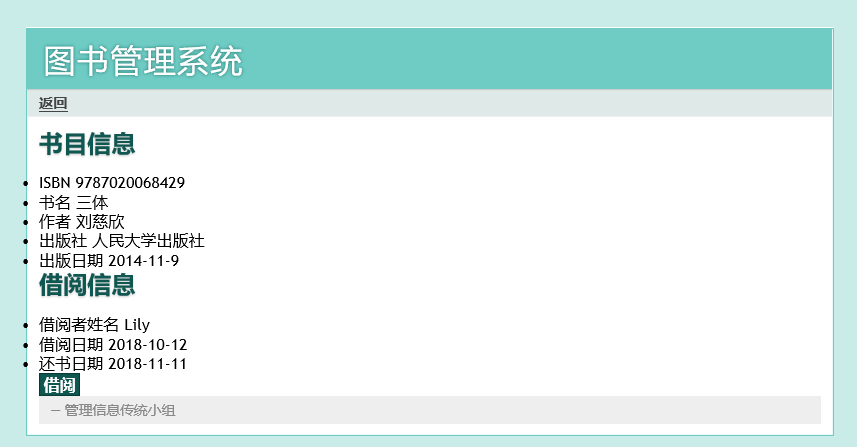 图书管理系统
返回
书目信息
ISBN 9787020068429
书名 三体
作者 刘慈欣
出版社 人民大学出版社
出版日期 2014-11-9
借阅信息
借阅者姓名 Lily
借阅日期 2018-10-12
还书日期 2018-11-11
借阅
— 管理信息传统小组